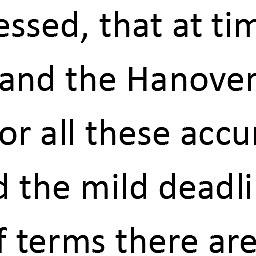 essed, that at tim
and the Hanover
or all these accu
d the mild deadli
f terms there are